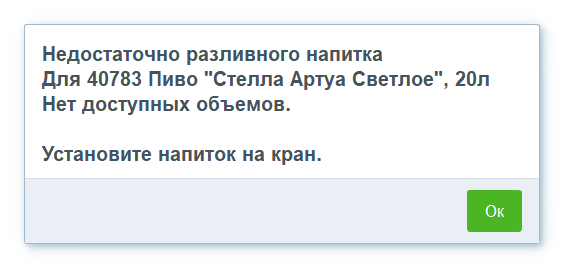 Недостаточно разливного напитка
Для 40783 Пиво "Стелла Артуа Светлое", 20л
Нет доступных объемов.
Установите напиток на кран.
Ок